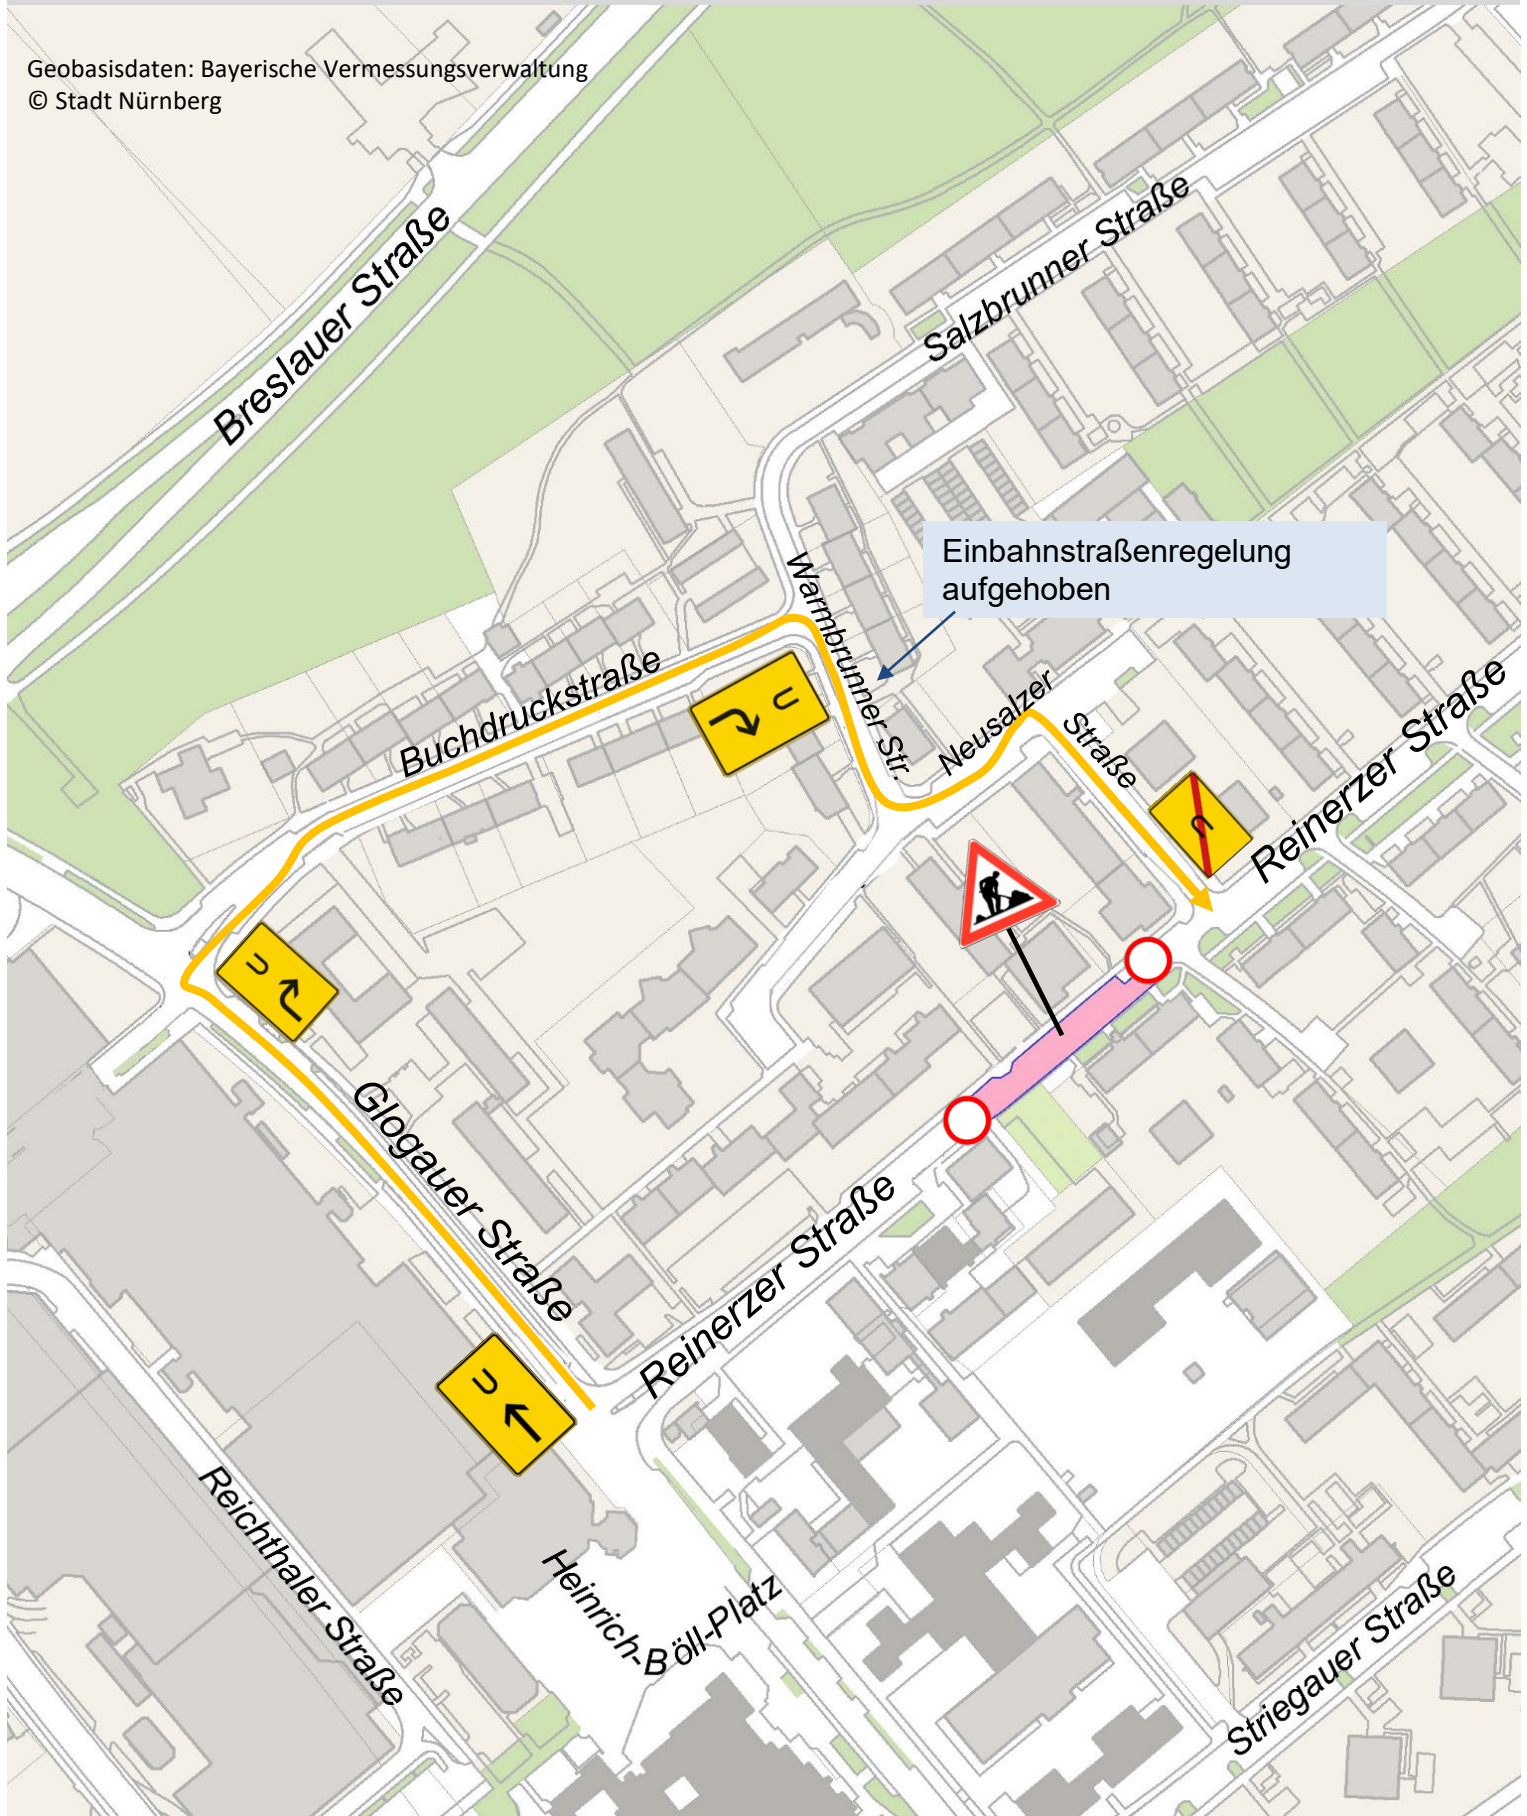 Geobasisdaten: Bayerische Vermessungsverwaltung
© Stadt Nürnberg
Breslauer Straße
Salzbrunner Straße
Einbahnstraßenregelung
aufgehoben
Warmbrunner Str.
Buchdruckstraße
U
Neusalzer
Straße
Reinerzer Straße
U
U
Glogauer Straße
Reinerzer Straße
U
Reichthaler Straße
Heinrich-Böll-Platz
Striegauer Straße